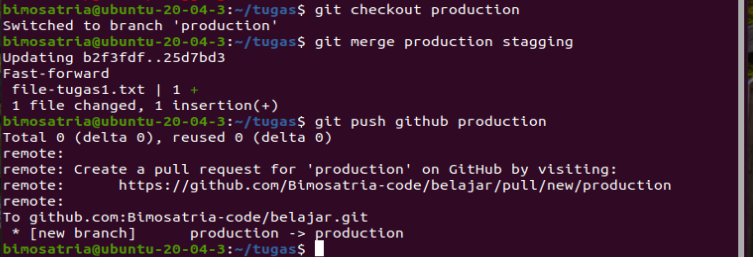 bimosatria@ubuntu-20-04-3:~/tugas$ git checkout production
Switched to branch 'production'
bimosatria@ubuntu-20-04-3:~/tugas$ git merge production stagging
Updating b2f3fdf..25d7bd3
Fast-forward
 file-tugas1.txt | 1 +
 1 file changed, 1 insertion(+)
bimosatria@ubuntu-20-04-3:~/tugas$ git push github production
Total 0 (delta 0), reused 0 (delta 0)
remote:
remote: Create a pull request for 'production' on GitHub by visiting:
remote:      https://github.com/Bimosatria-code/belajar/pull/new/production
remote:
To github.com:Bimosatria-code/belajar.git
 * [new branch]      production -> production
bimosatria@ubuntu-20-04-3:~/tugas$